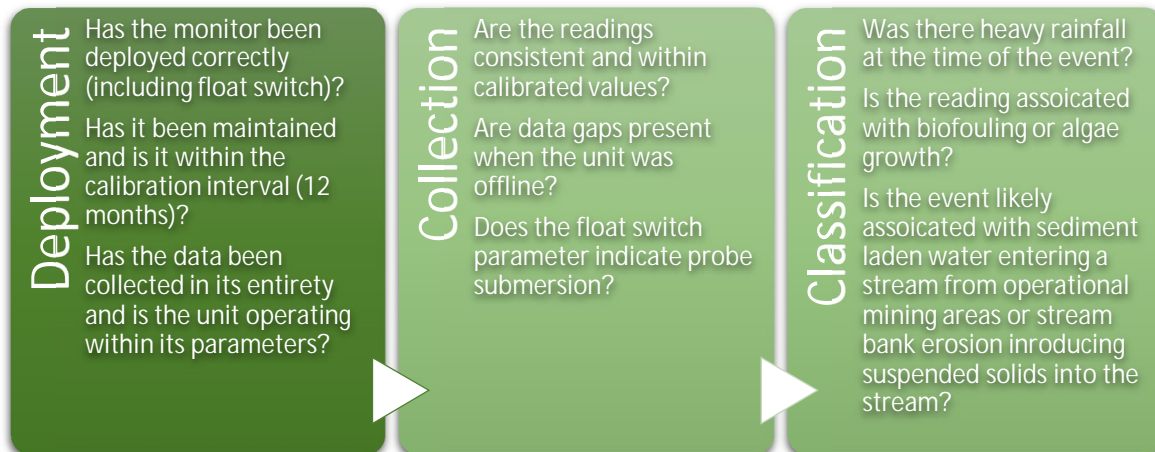 Deployment
Has the monitor been
deployed correctly
(including float switch)?
Has it been maintained
and is it within the
calibration interval (12
months)?
Has the data been
collected in its entirety
and is the unit operating
within its parameters?
Collection
Are the readings
consistent and within
calibrated values?
Are data gaps present
when the unit was
offline?
Does the float switch
parameter indicate probe
submersion?
Classification
Was there heavy rainfall
at the time of the event?
Is the reading assoicated
with biofouling or algae
growth?
Is the event likely
assoicated with sediment
laden water entering a
stream from operational
mining areas or stream
bank erosion inroducing
suspended solids into the
stream?